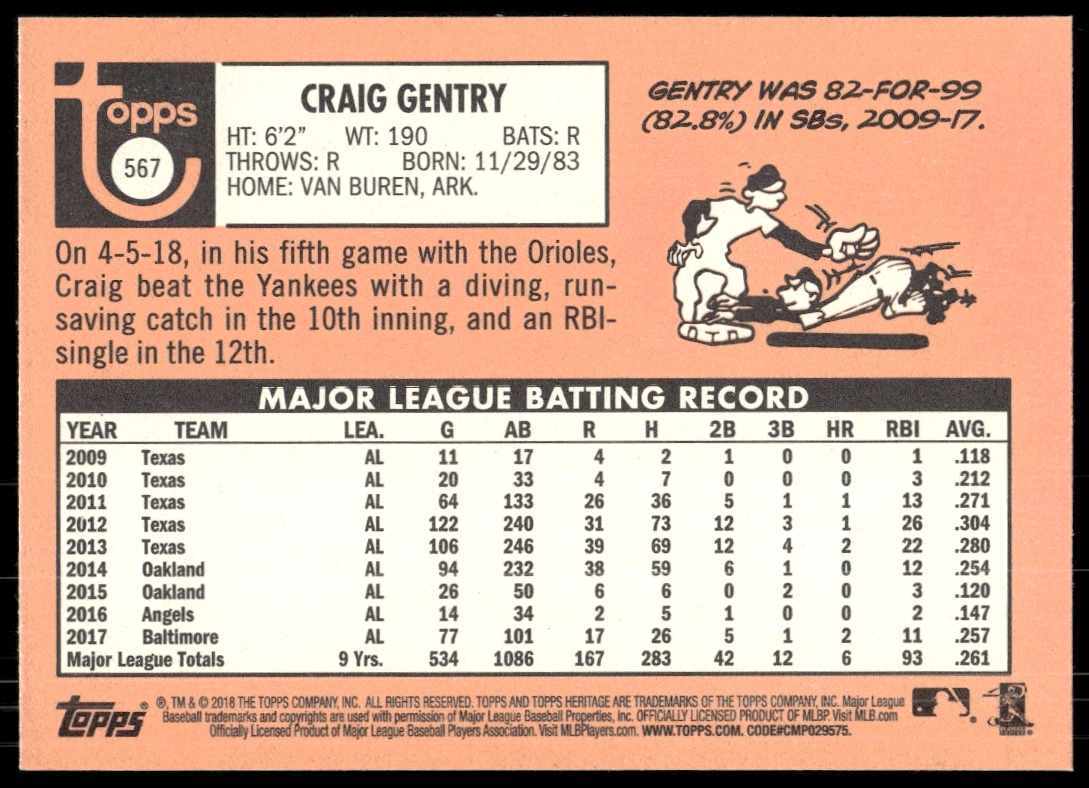 topps
567
CRAIG GENTRY
HT: 6'2" WT: 190 BATS: R
THROWS: R BORN: 11/29/83
HOME: VAN BUREN, ARK.
GENTRY WAS 82-FOR-99
(82.8%) IN SBs, 2009-17.
On 4-5-18, in his fifth game with the Orioles,
Craig beat the Yankees with a diving, run-
saving catch in the 10th inning, and an RBI-
single in the 12th.
MAJOR LEAGUE BATTING RECORD
YEAR TEAM LEA. G AB R H 2B 3B HR RBI AVG.
2009 Texas AL 11 17 4 2 1 0 0 1 .118
2010 Texas AL 20 33 4 7 0 0 0 3 .212
2011 Texas AL 64 133 26 36 5 1 1 13 .271
2012 Texas AL 122 240 31 73 12 3 1 26 .304
2013 Texas AL 106 246 39 69 12 4 2 22 .280
2014 Oakland AL 94 232 38 59 6 1 0 12 .254
2015 Oakland AL 26 50 6 6 0 2 0 3 .120
2016 Angels AL 14 34 2 5 1 0 0 2 .147
2017 Baltimore AL 77 101 17 26 5 1 2 11 .257
Major League Totals 9 Yrs. 534 1086 167 283 42 12 6 93 .261
topps ®, TM & © 2018 THE TOPPS COMPANY, INC. ALL RIGHTS RESERVED. TOPPS AND TOPPS HERITAGE ARE TRADEMARKS OF THE TOPPS COMPANY, INC. Major League
Baseball trademarks and copyrights are used with permission of Major League Baseball Properties, Inc. OFFICIALLY LICENSED PRODUCT OF MLBP. Visit MLB.com
Officially Licensed Product of Major League Baseball Players Association. Visit MLBPlayers.com. WWW.TOPPS.COM. CODE#CMP029575.